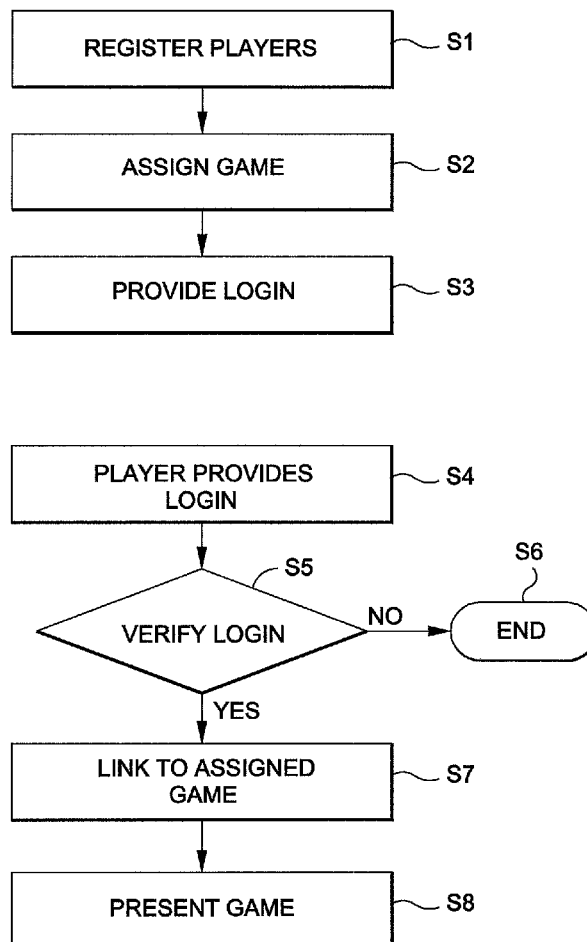 REGISTER PLAYERS
S1
ASSIGN GAME
S2
PROVIDE LOGIN
S3
PLAYER PROVIDES
LOGIN
S4
S5
S6
VERIFY LOGIN
NO
END
YES
LINK TO ASSIGNED
GAME
S7
PRESENT GAME
S8